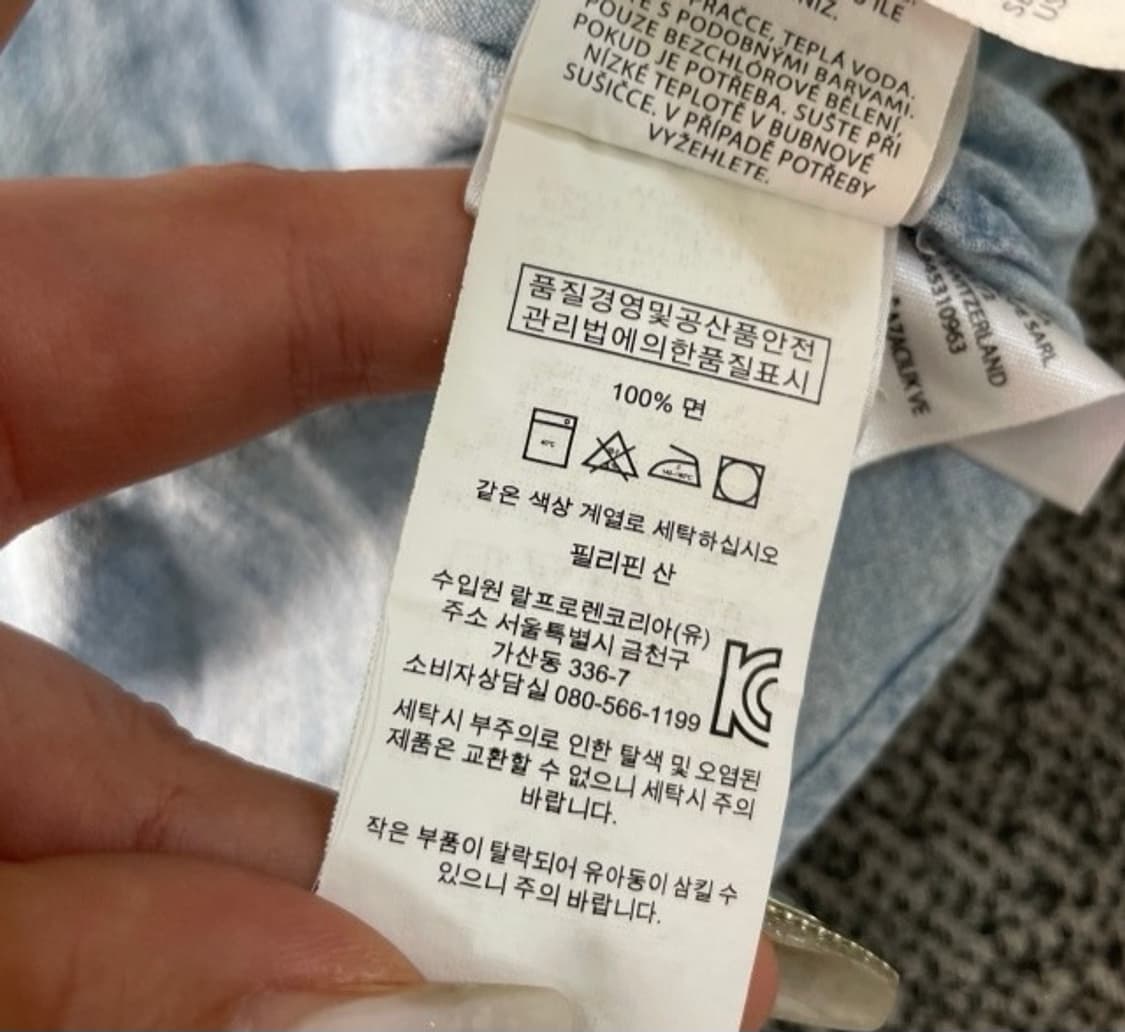 NIŽ.
PRAČCE, TEPLÁ VODA.
S PODOBNÝMI BARVAMI.
POUZE BEZCHLÓROVÉ BĚLENÍ,
POKUD JE POTŘEBA. SUŠTE PŘI
NÍZKÉ TEPLOTĚ V BUBNOVÉ
SUŠIČCE. V PŘÍPADĚ POTŘEBY
VYŽEHLETE.
품질경영및공산품안전
관리법에의한품질표시
100% 면
40℃
같은 색상 계열로 세탁하십시오
필리핀 산
수입원 랄프로렌코리아(유)
주소 서울특별시 금천구
가산동 336-7
소비자상담실 080-566-1199
세탁시 부주의로 인한 탈색 및 오염된
제품은 교환할 수 없으니 세탁시 주의
바랍니다.
작은 부품이 탈락되어 유아동이 삼킬 수
있으니 주의 바랍니다.
SARL